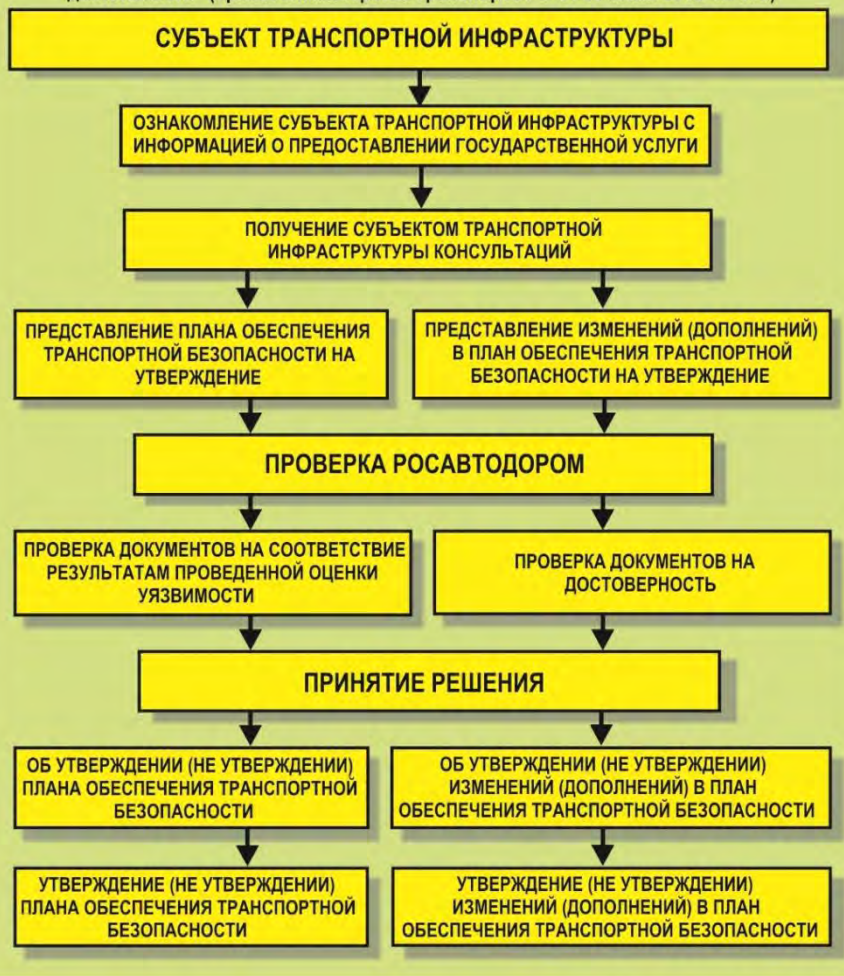 СУБЪЕКТ ТРАНСПОРТНОЙ ИНФРАСТРУКТУРЫ
ОЗНАКОМЛЕНИЕ СУБЪЕКТА ТРАНСПОРТНОЙ ИНФРАСТРУКТУРЫ С
ИНФОРМАЦИЕЙ О ПРЕДОСТАВЛЕНИИ ГОСУДАРСТВЕННОЙ УСЛУГИ
ПОЛУЧЕНИЕ СУБЪЕКТОМ ТРАНСПОРТНОЙ
ИНФРАСТРУКТУРЫ КОНСУЛЬТАЦИЙ
ПРЕДСТАВЛЕНИЕ ПЛАНА ОБЕСПЕЧЕНИЯ
ТРАНСПОРТНОЙ БЕЗОПАСНОСТИ НА
УТВЕРЖДЕНИЕ
ПРЕДСТАВЛЕНИЕ ИЗМЕНЕНИЙ (ДОПОЛНЕНИЙ)
В ПЛАН ОБЕСПЕЧЕНИЯ ТРАНСПОРТНОЙ
БЕЗОПАСНОСТИ НА УТВЕРЖДЕНИЕ
ПРОВЕРКА РОСАВТОДОРОМ
ПРОВЕРКА ДОКУМЕНТОВ НА СООТВЕТСТВИЕ
РЕЗУЛЬТАТАМ ПРОВЕДЕННОЙ ОЦЕНКИ
УЯЗВИМОСТИ
ПРОВЕРКА ДОКУМЕНТОВ НА
ДОСТОВЕРНОСТЬ
ПРИНЯТИЕ РЕШЕНИЯ
ОБ УТВЕРЖДЕНИИ (НЕ УТВЕРЖДЕНИИ)
ПЛАНА ОБЕСПЕЧЕНИЯ ТРАНСПОРТНОЙ
БЕЗОПАСНОСТИ
ОБ УТВЕРЖДЕНИИ (НЕ УТВЕРЖДЕНИИ)
ИЗМЕНЕНИЙ (ДОПОЛНЕНИЙ) В ПЛАН
ОБЕСПЕЧЕНИЯ ТРАНСПОРТНОЙ БЕЗОПАСНОСТИ
УТВЕРЖДЕНИЕ (НЕ УТВЕРЖДЕНИИ)
ПЛАНА ОБЕСПЕЧЕНИЯ ТРАНСПОРТНОЙ
БЕЗОПАСНОСТИ
УТВЕРЖДЕНИЕ (НЕ УТВЕРЖДЕНИИ)
ИЗМЕНЕНИЙ (ДОПОЛНЕНИЙ) В ПЛАН
ОБЕСПЕЧЕНИЯ ТРАНСПОРТНОЙ БЕЗОПАСНОСТИ